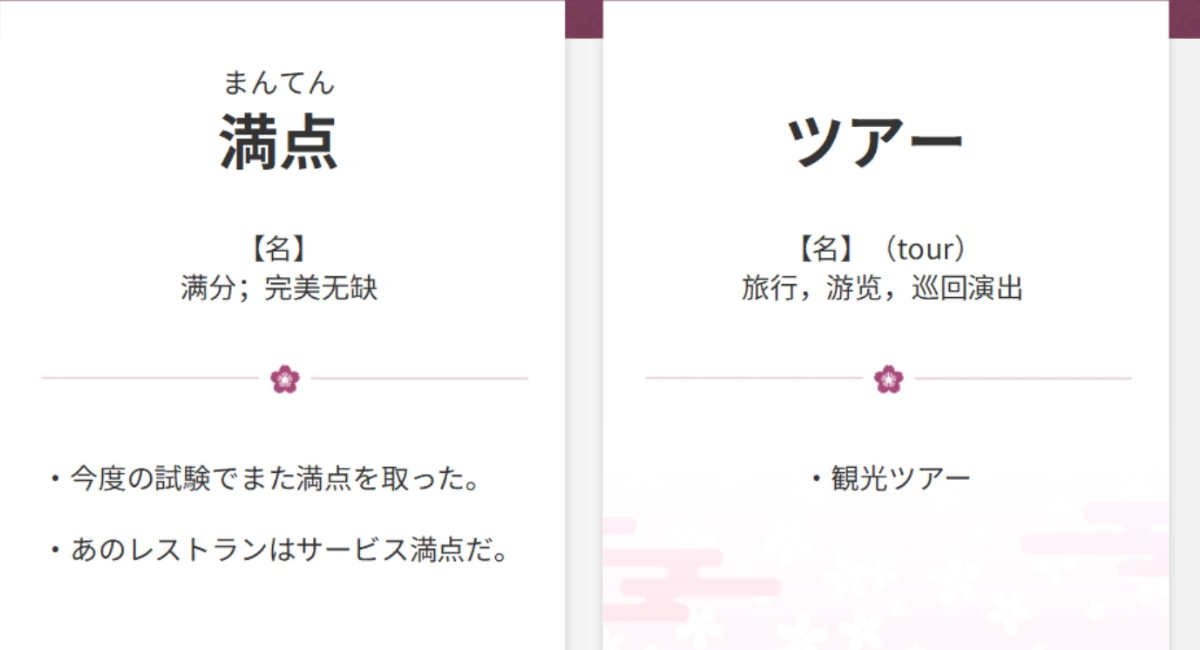 まんてん
満点
【名】
满分；完美无缺
・今度の試験でまた満点を取った。
・あのレストランはサービス満点だ。
ツアー
【名】（tour）
旅行，游览，巡回演出
・観光ツアー